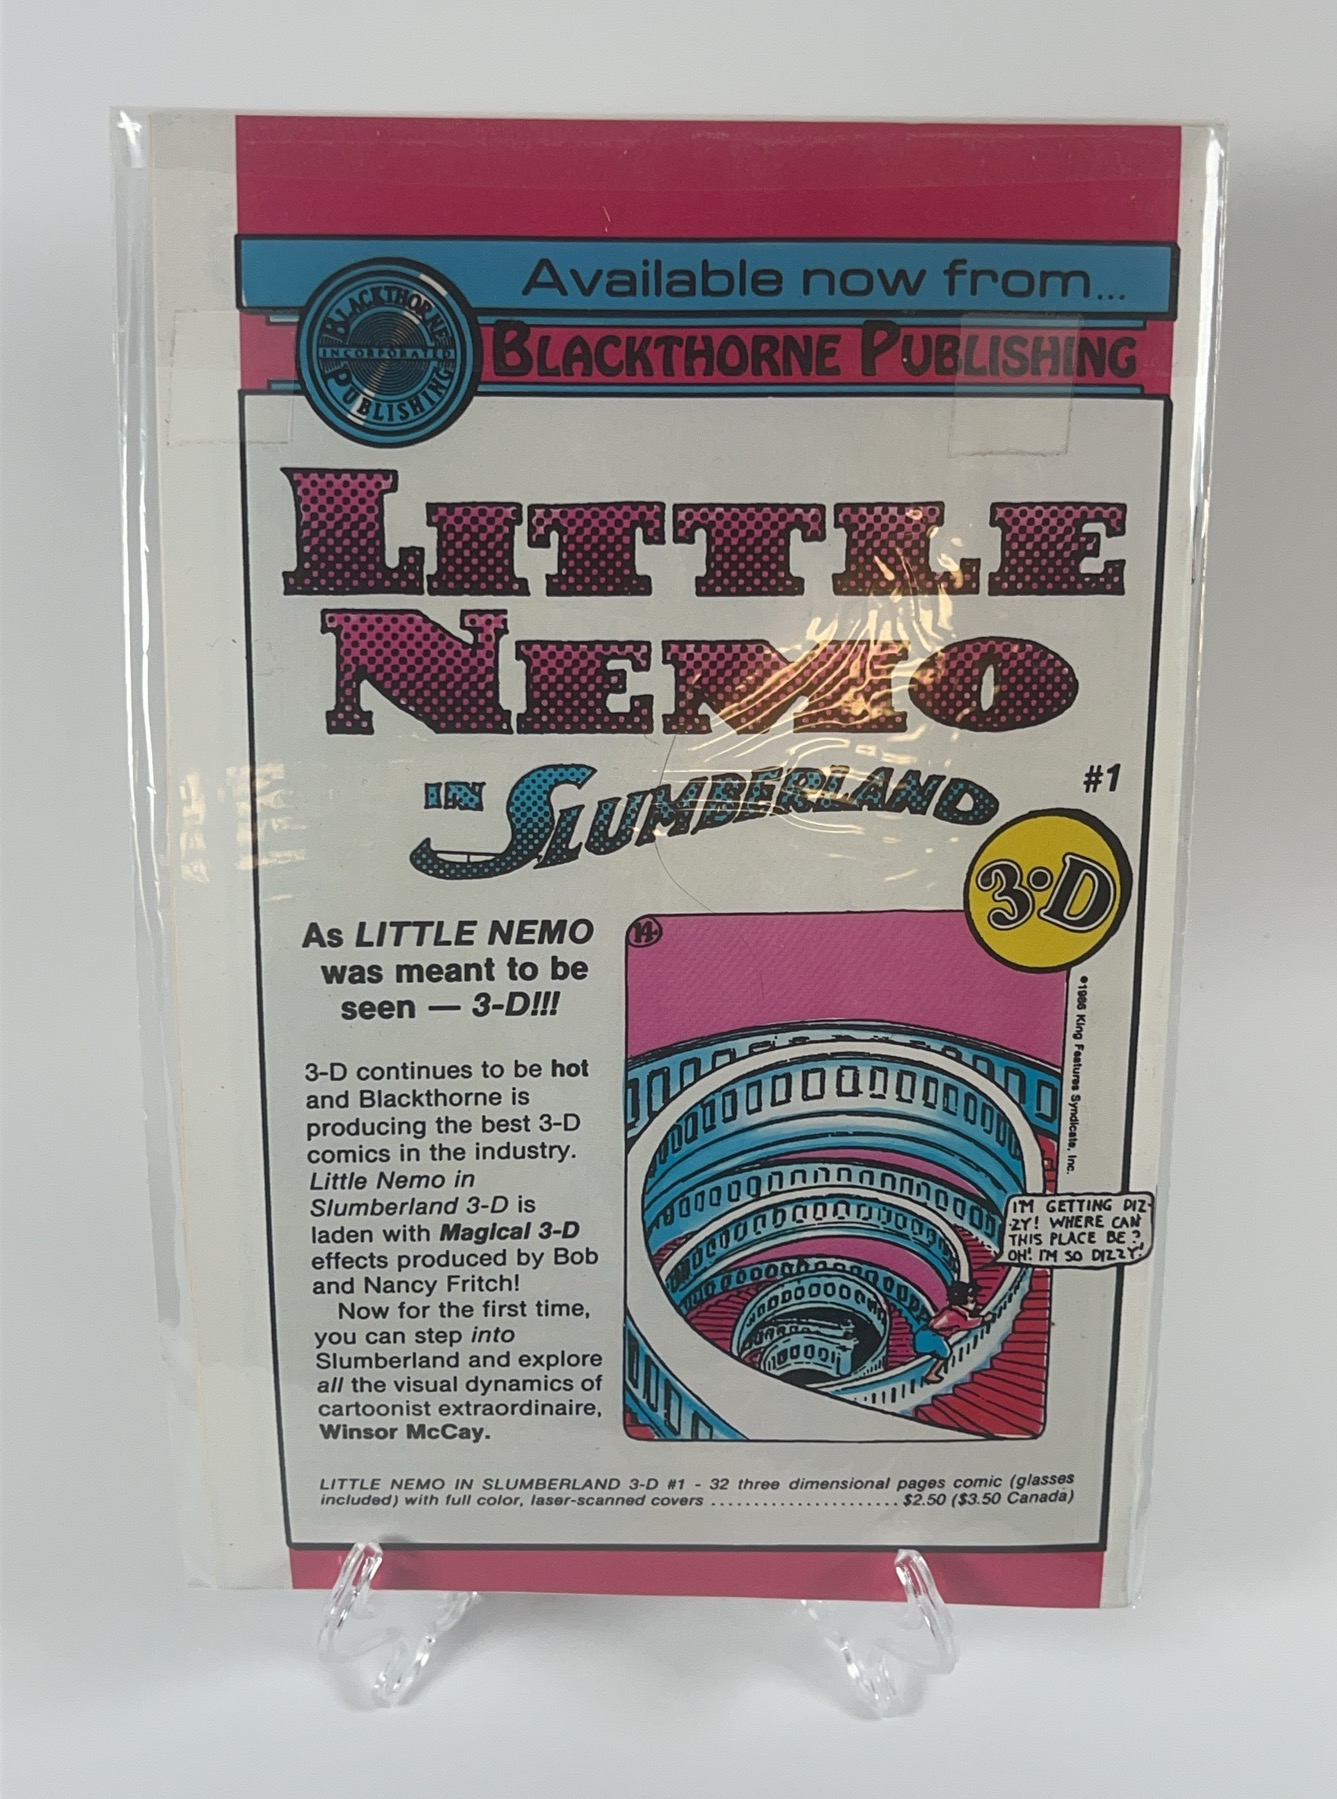 Available now from...
BLACKTHORNE
INCORPORATED
PUBLISHING
BLACKTHORNE PUBLISHING
LITTLE
NEMO
IN SLUMBERLAND
#1
3•D
As LITTLE NEMO
was meant to be
seen — 3-D!!!
3-D continues to be hot
and Blackthorne is
producing the best 3-D
comics in the industry.
Little Nemo in
Slumberland 3-D is
laden with Magical 3-D
effects produced by Bob
and Nancy Fritch!
Now for the first time,
you can step into
Slumberland and explore
all the visual dynamics of
cartoonist extraordinaire,
Winsor McCay.
14
©1986 King Features Syndicate, Inc.
I'M GETTING DIZ-
ZY! WHERE CAN
THIS PLACE BE?
OH! I'M SO DIZZY!
LITTLE NEMO IN SLUMBERLAND 3-D #1 - 32 three dimensional pages comic (glasses
included) with full color, laser-scanned covers ........................ $2.50 ($3.50 Canada)